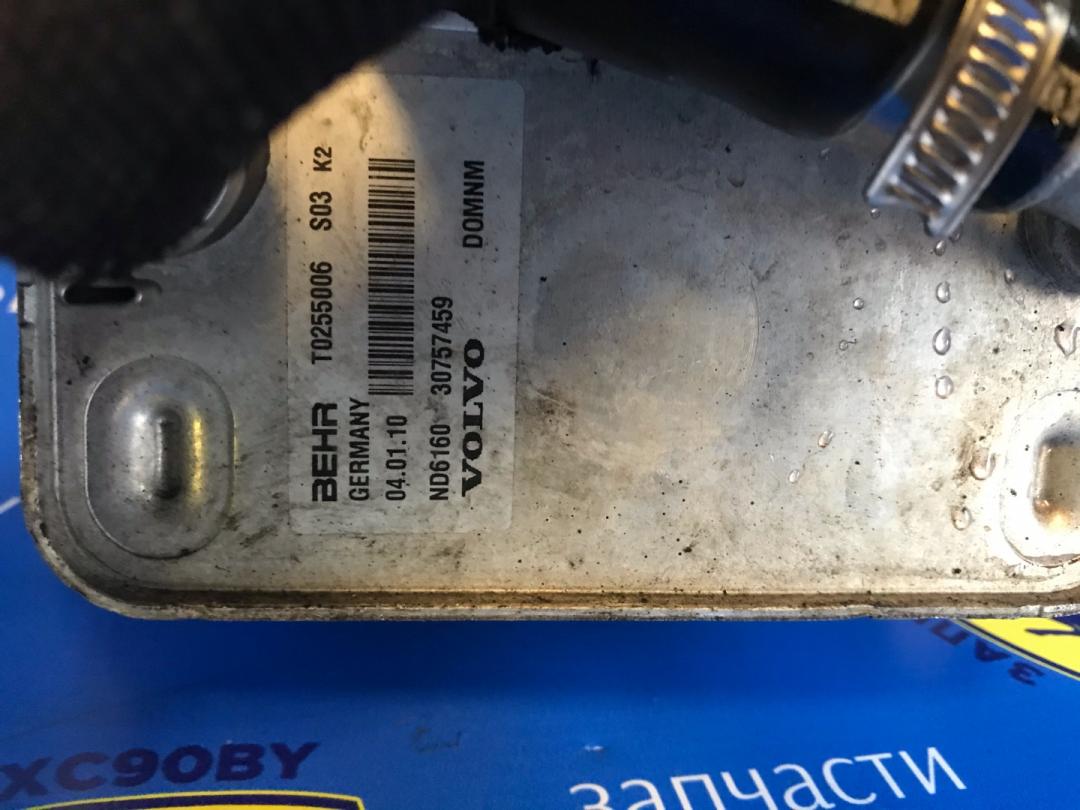 BEHR T0255006 S03 K2
GERMANY
04.01.10
ND6160 30757459 DOMNM
VOLVO
XC90BY
запчасти